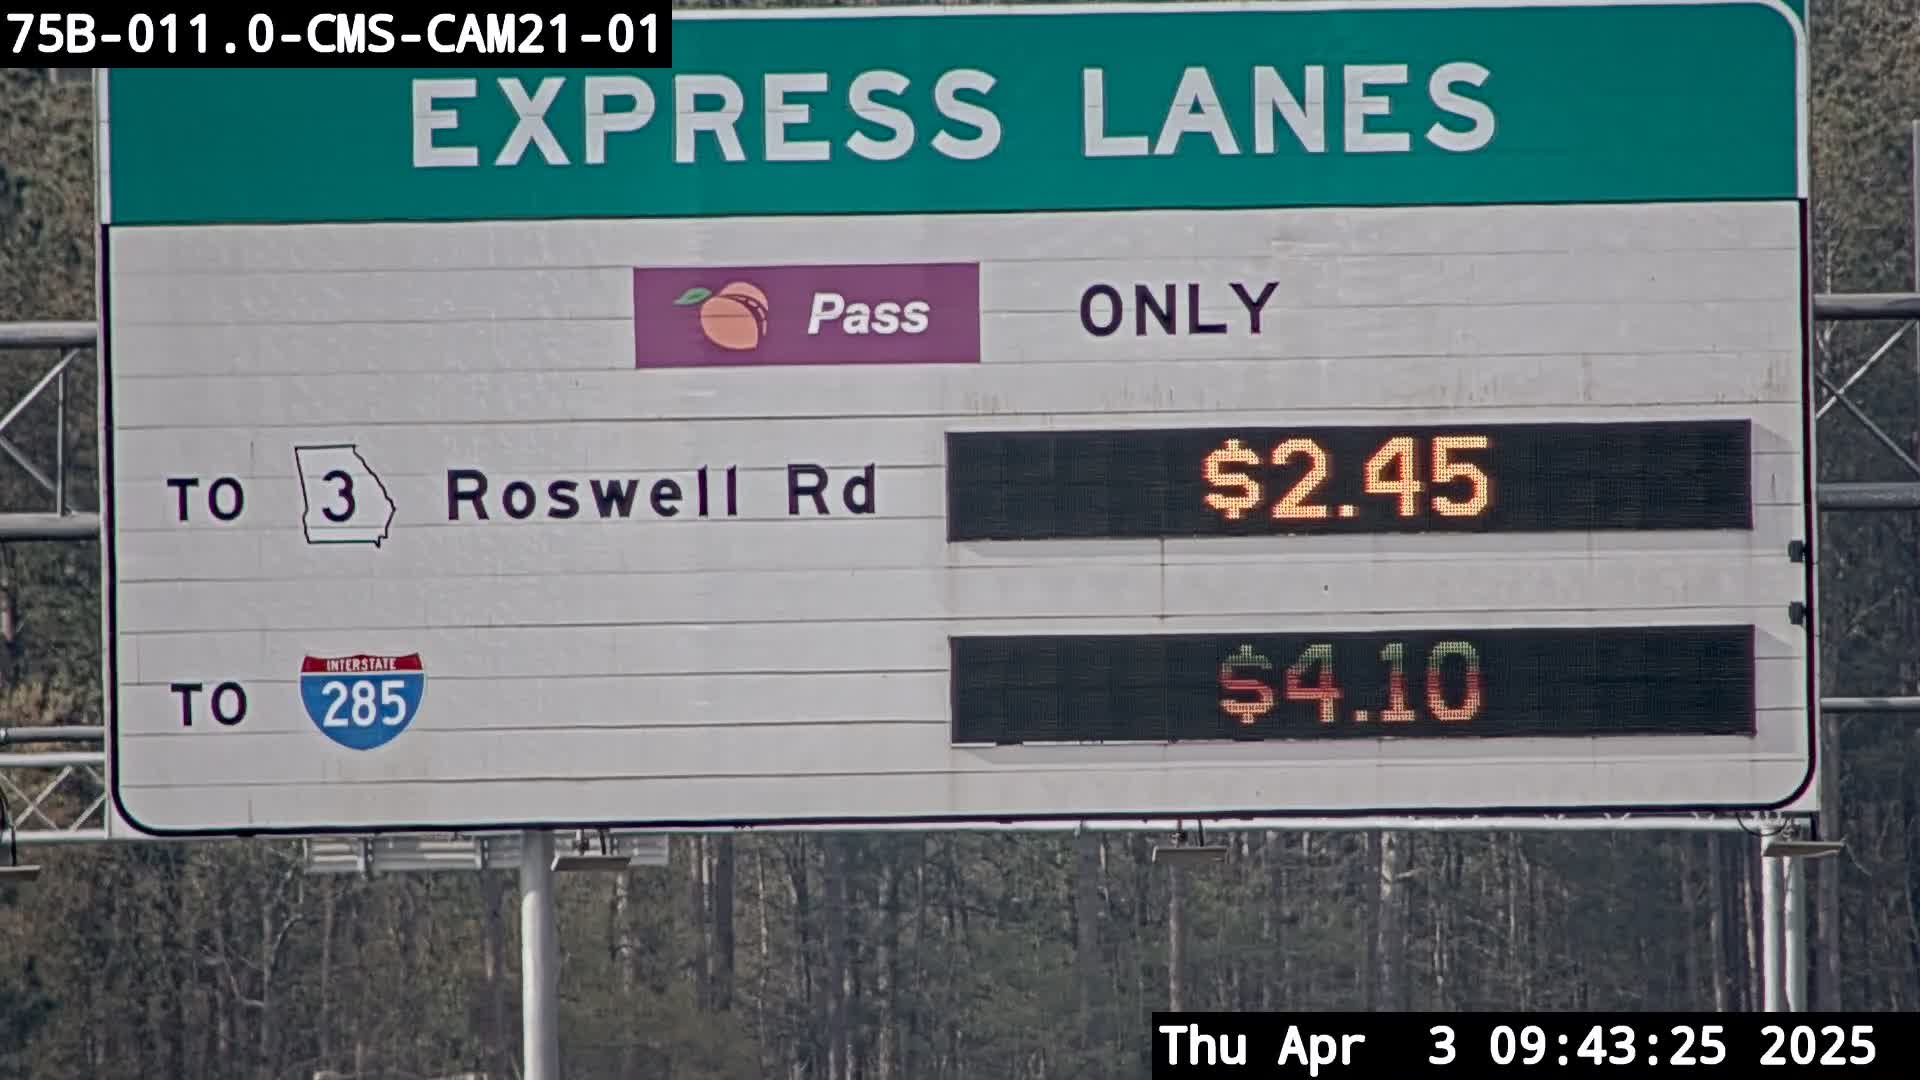 75B-011.0-CMS-CAM21-01
EXPRESS LANES
Pass ONLY
TO 3 Roswell Rd $2.45
INTERSTATE
TO 285 $4.10
Thu Apr 3 09:43:25 2025